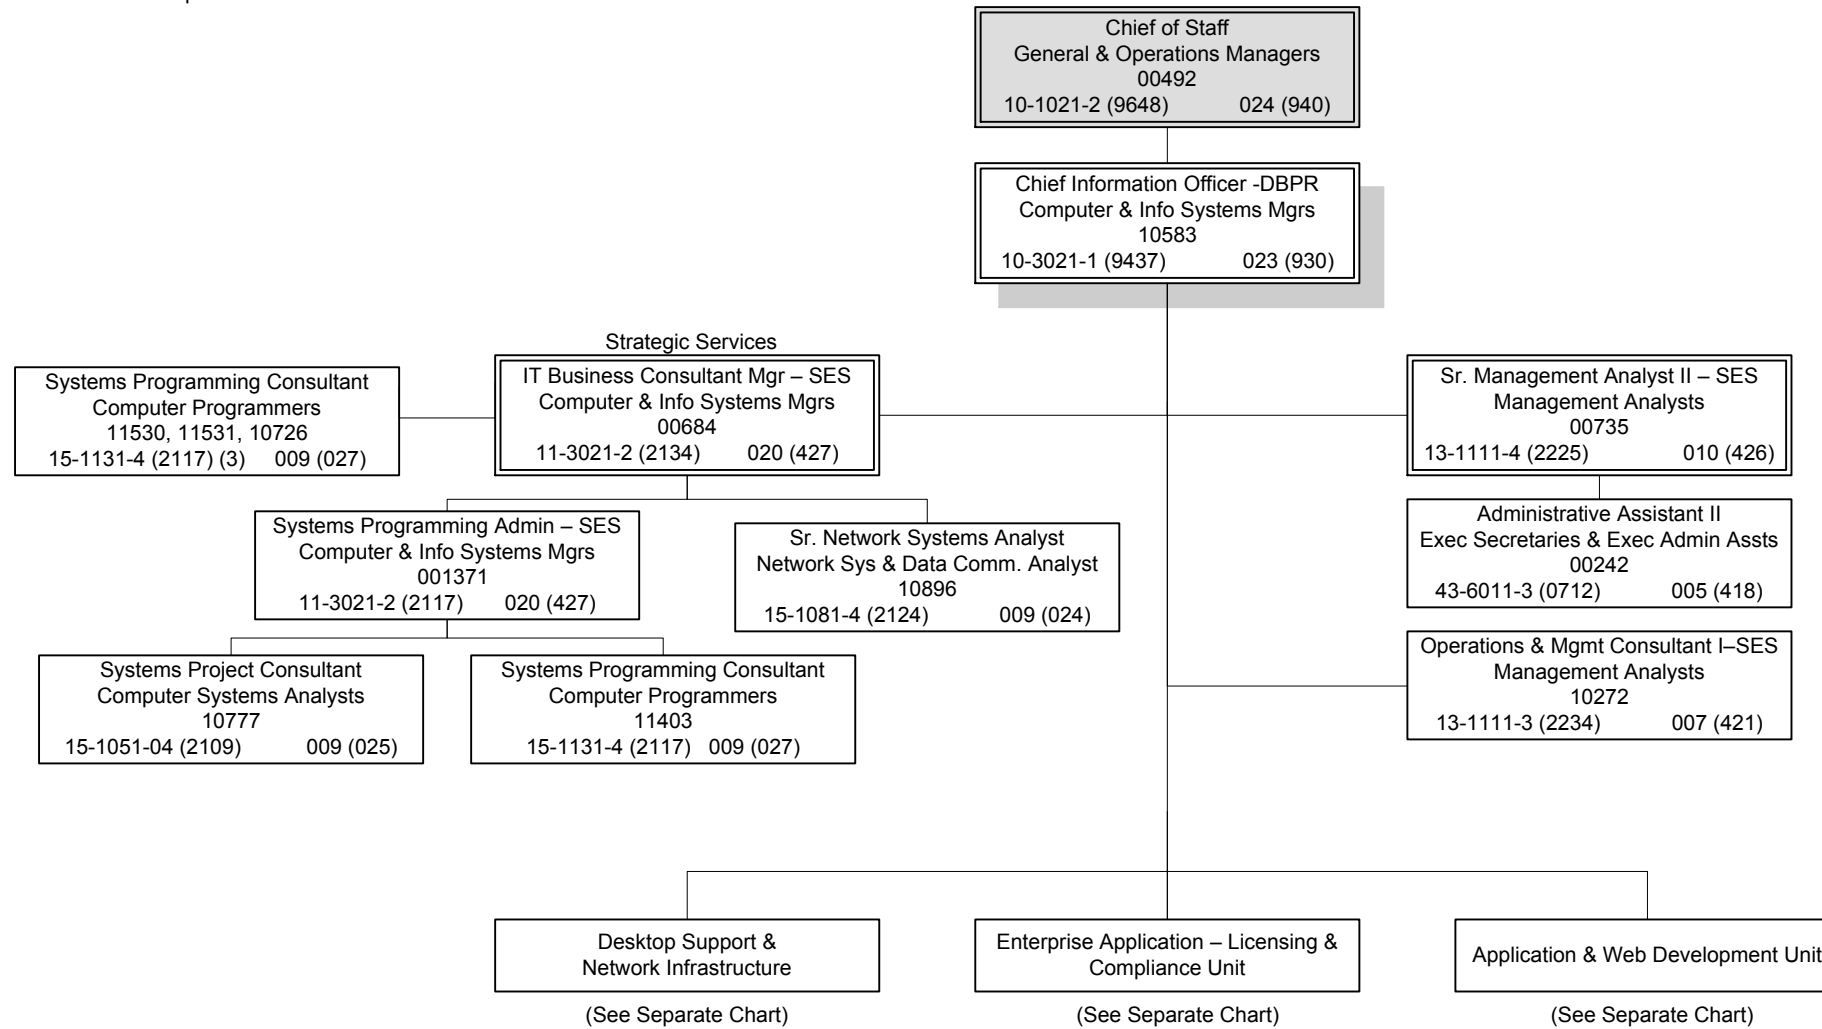 Chief of Staff
General & Operations Managers
00492
10-1021-2 (9648) 024 (940)
Chief Information Officer -DBPR
Computer & Info Systems Mgrs
10583
10-3021-1 (9437) 023 (930)
Strategic Services
Systems Programming Consultant
Computer Programmers
11530, 11531, 10726
15-1131-4 (2117) (3) 009 (027)
IT Business Consultant Mgr – SES
Computer & Info Systems Mgrs
00684
11-3021-2 (2134) 020 (427)
Sr. Management Analyst II – SES
Management Analysts
00735
13-1111-4 (2225) 010 (426)
Systems Programming Admin – SES
Computer & Info Systems Mgrs
001371
11-3021-2 (2117) 020 (427)
Sr. Network Systems Analyst
Network Sys & Data Comm. Analyst
10896
15-1081-4 (2124) 009 (024)
Administrative Assistant II
Exec Secretaries & Exec Admin Assts
00242
43-6011-3 (0712) 005 (418)
Systems Project Consultant
Computer Systems Analysts
10777
15-1051-04 (2109) 009 (025)
Systems Programming Consultant
Computer Programmers
11403
15-1131-4 (2117) 009 (027)
Operations & Mgmt Consultant I–SES
Management Analysts
10272
13-1111-3 (2234) 007 (421)
Desktop Support &
Network Infrastructure
(See Separate Chart)
Enterprise Application – Licensing &
Compliance Unit
(See Separate Chart)
Application & Web Development Unit
(See Separate Chart)